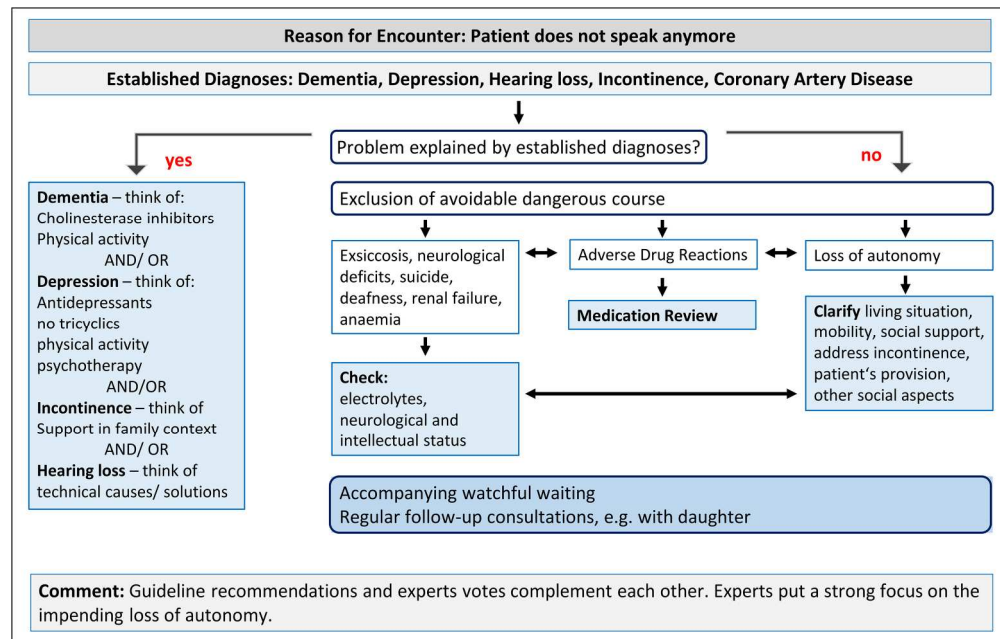 Reason for Encounter: Patient does not speak anymore
Established Diagnoses: Dementia, Depression, Hearing loss, Incontinence, Coronary Artery Disease
Problem explained by established diagnoses?
yes
no
Dementia – think of:
Cholinesterase inhibitors
Physical activity
AND/ OR
Depression – think of:
Antidepressants
no tricyclics
physical activity
psychotherapy
AND/OR
Incontinence – think of
Support in family context
AND/ OR
Hearing loss – think of
technical causes/ solutions
Exclusion of avoidable dangerous course
Exsiccosis, neurological
deficits, suicide,
deafness, renal failure,
anaemia
Adverse Drug Reactions
Loss of autonomy
Medication Review
Clarify living situation,
mobility, social support,
address incontinence,
patient‘s provision,
other social aspects
Check:
electrolytes,
neurological and
intellectual status
Accompanying watchful waiting
Regular follow-up consultations, e.g. with daughter
Comment: Guideline recommendations and experts votes complement each other. Experts put a strong focus on the
impending loss of autonomy.